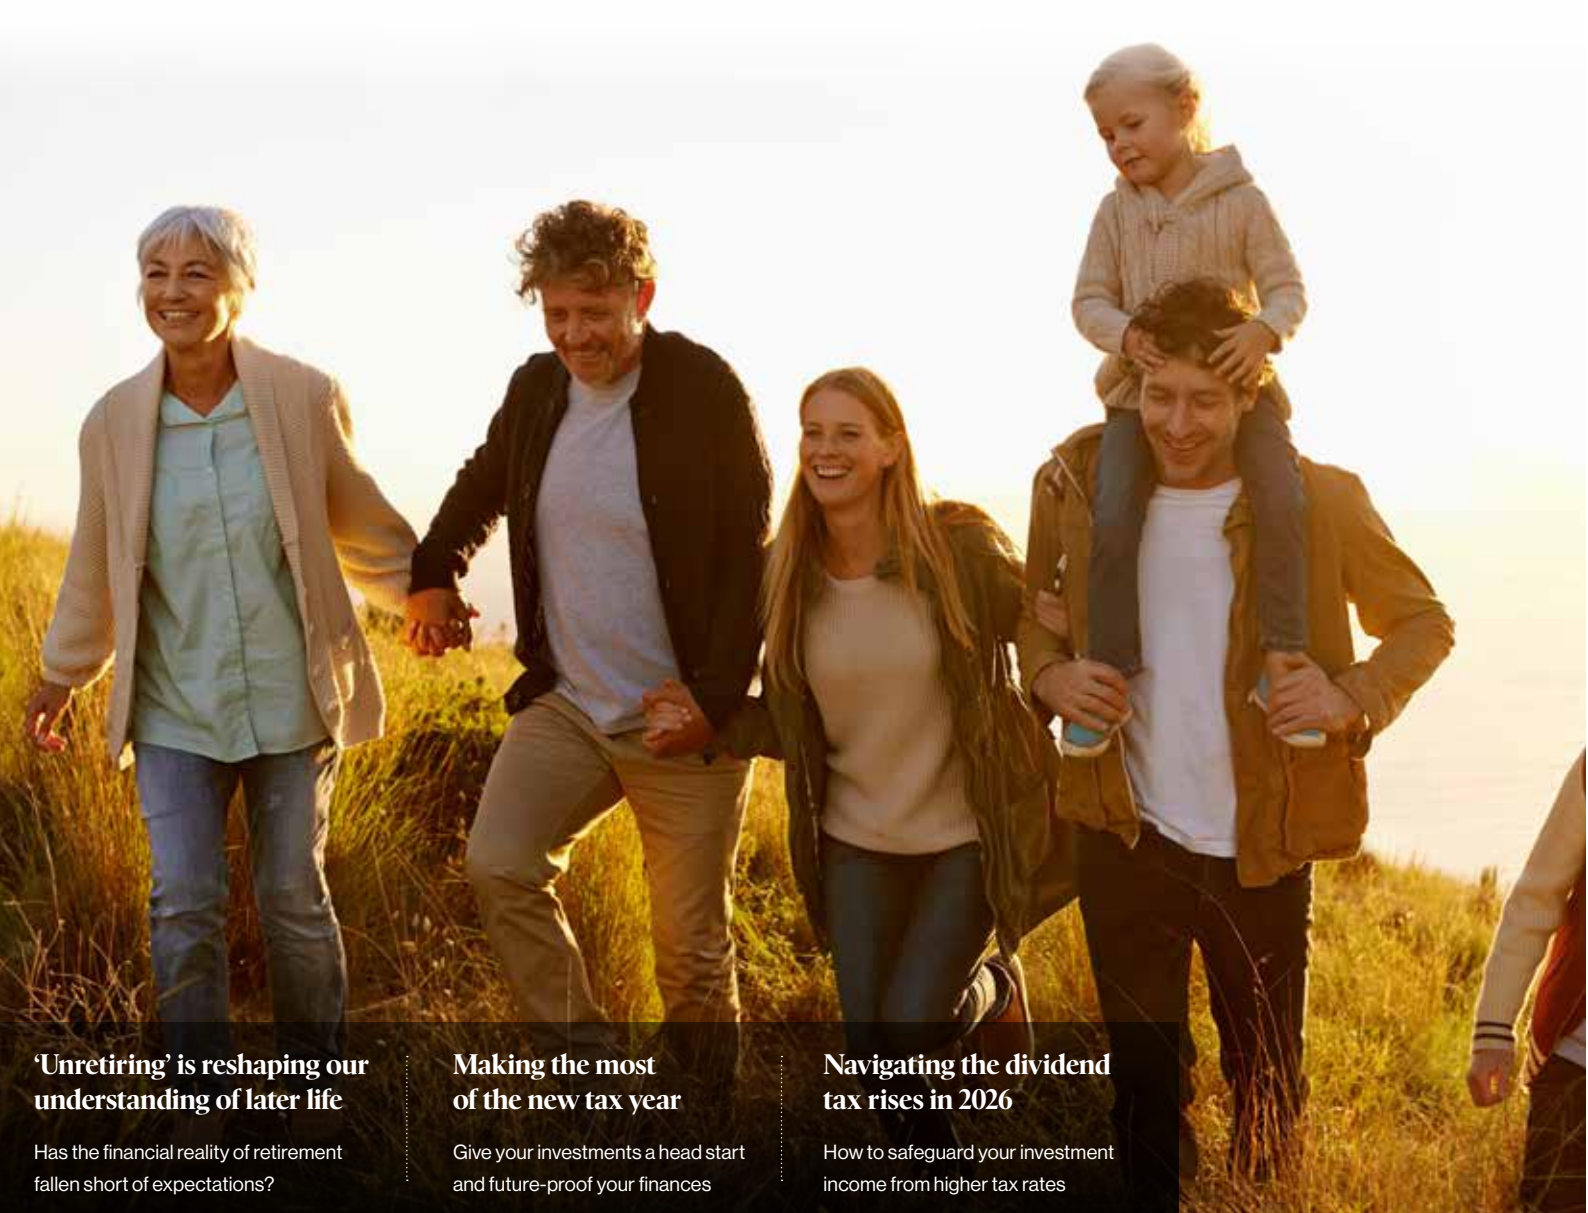 ‘Unretiring’ is reshaping our
understanding of later life
Has the financial reality of retirement
fallen short of expectations?
Making the most
of the new tax year
Give your investments a head start
and future-proof your finances
Navigating the dividend
tax rises in 2026
How to safeguard your investment
income from higher tax rates